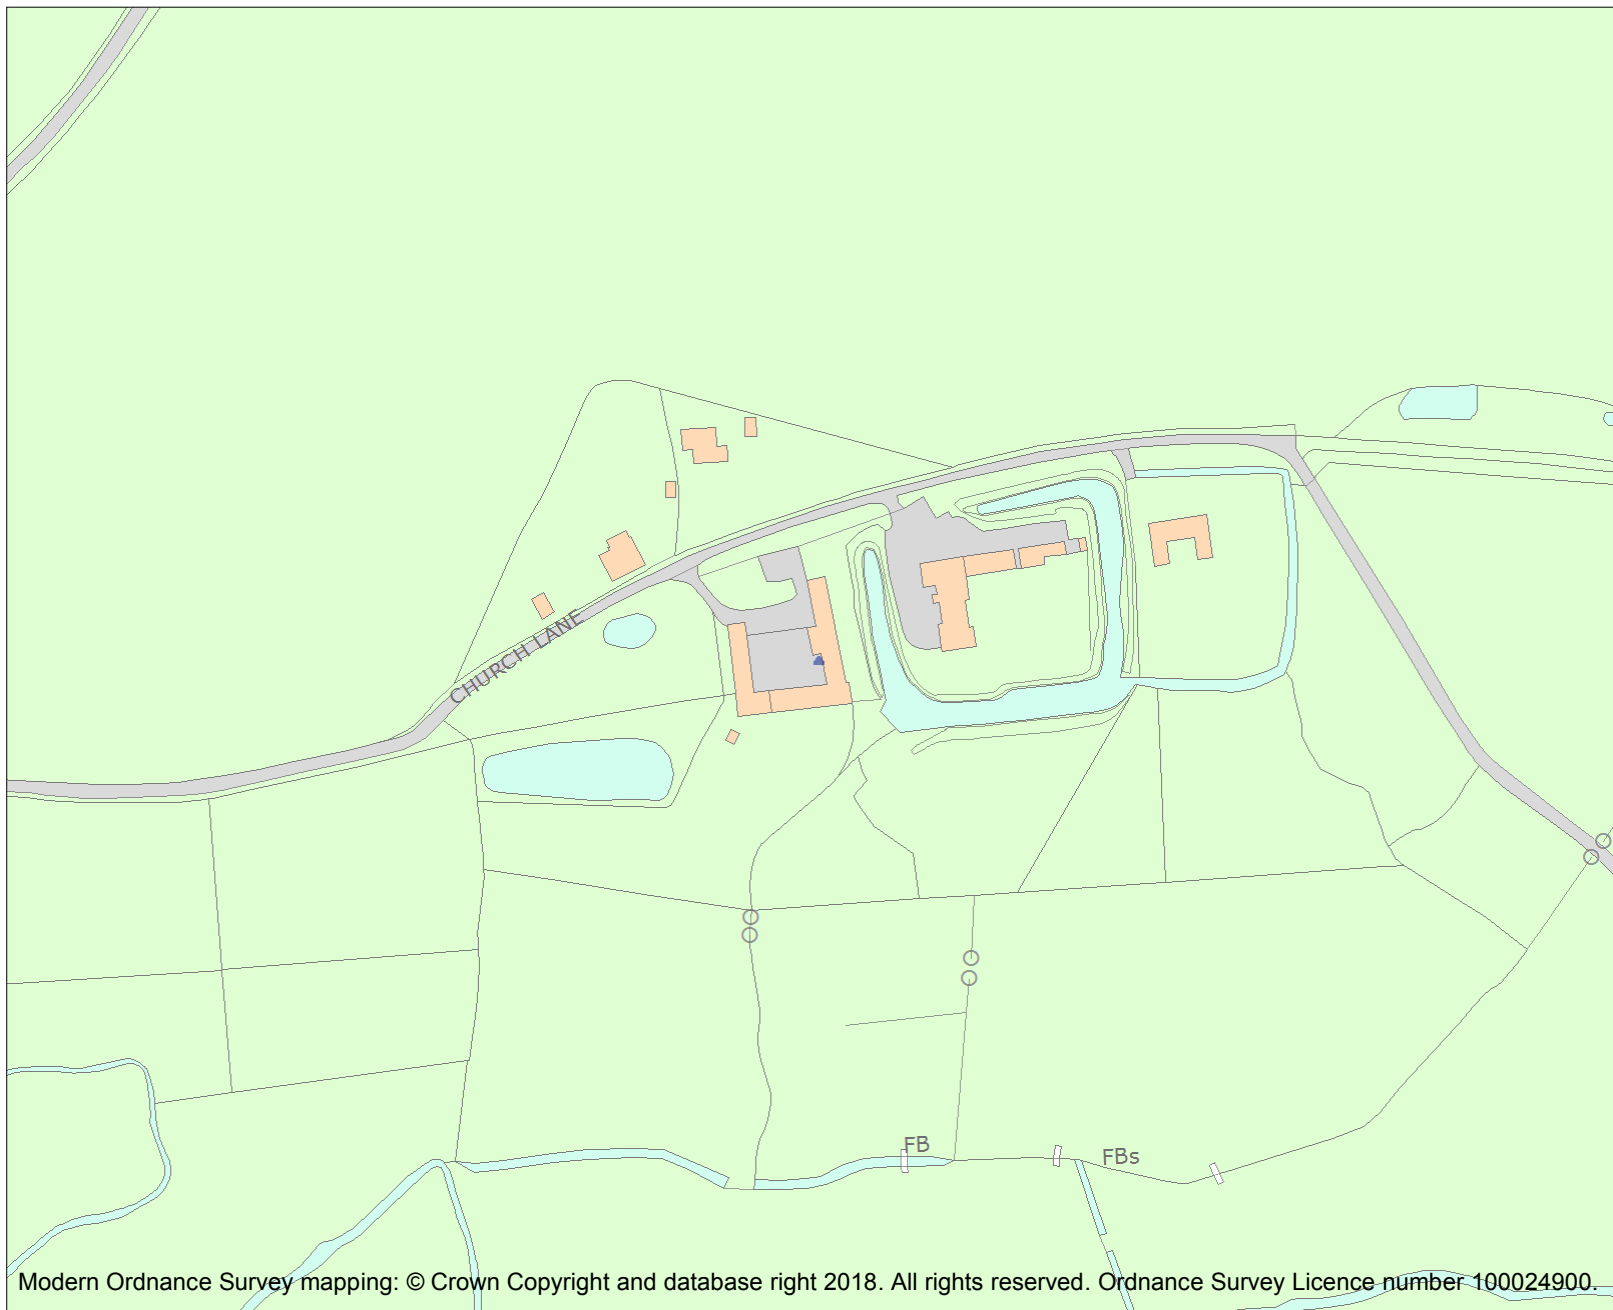 CHURCH LANE
FB
FBs
Modern Ordnance Survey mapping: © Crown Copyright and database right 2018. All rights reserved. Ordnance Survey Licence number 100024900.